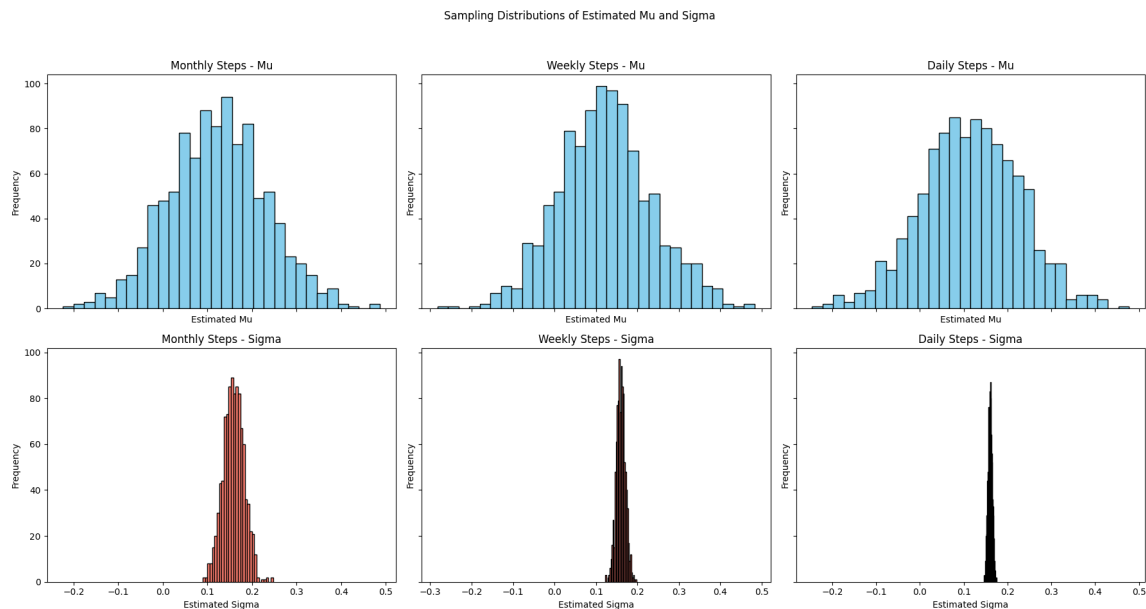 Sampling Distributions of Estimated Mu and Sigma
Monthly Steps - Mu
Weekly Steps - Mu
Daily Steps - Mu
100
80
60
40
20
0
Frequency
Frequency
Frequency
Estimated Mu
Estimated Mu
Estimated Mu
Monthly Steps - Sigma
Weekly Steps - Sigma
Daily Steps - Sigma
100
80
60
40
20
0
Frequency
Frequency
Frequency
−0.2 −0.1 0.0 0.1 0.2 0.3 0.4 0.5
−0.3 −0.2 −0.1 0.0 0.1 0.2 0.3 0.4 0.5
−0.2 −0.1 0.0 0.1 0.2 0.3 0.4 0.5
Estimated Sigma
Estimated Sigma
Estimated Sigma